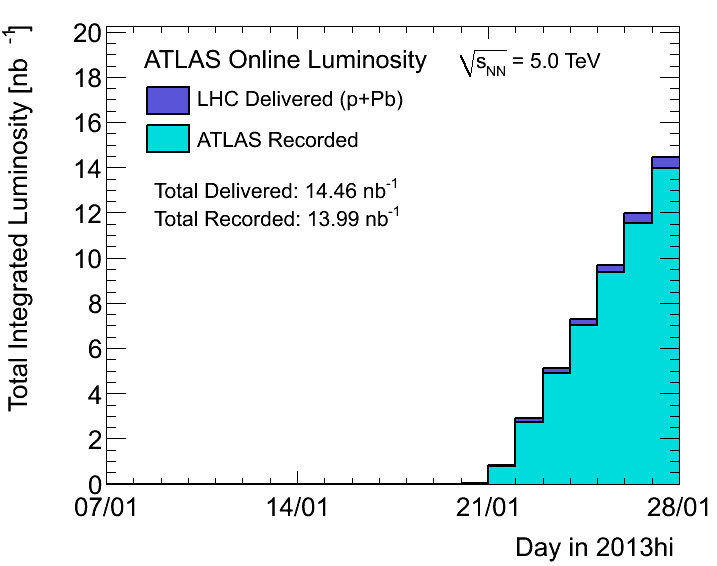 ATLAS Online Luminosity √sNN = 5.0 TeV
LHC Delivered (p+Pb)
ATLAS Recorded
Total Delivered: 14.46 nb-1
Total Recorded: 13.99 nb-1
Total Integrated Luminosity [nb -1]
20
18
16
14
12
10
8
6
4
2
0
07/01 14/01 21/01 28/01
Day in 2013hi